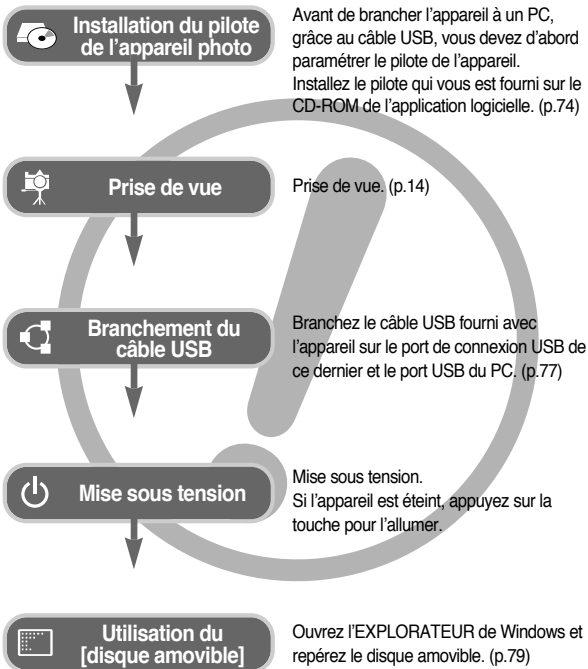 Installation du pilote
de l'appareil photo
Avant de brancher l'appareil à un PC,
grâce au câble USB, vous devez d'abord
paramétrer le pilote de l'appareil.
Installez le pilote qui vous est fourni sur le
CD-ROM de l'application logicielle. (p.74)
Prise de vue
Prise de vue. (p.14)
Branchement du
câble USB
Branchez le câble USB fourni avec
l'appareil sur le port de connexion USB de
ce dernier et le port USB du PC. (p.77)
Mise sous tension
Mise sous tension.
Si l'appareil est éteint, appuyez sur la
touche pour l'allumer.
Utilisation du
[disque amovible]
Ouvrez l'EXPLORATEUR de Windows et
repérez le disque amovible. (p.79)